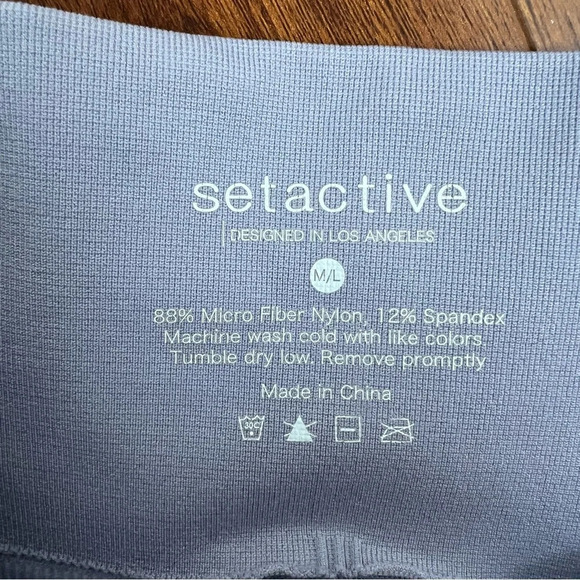 setactive
DESIGNED IN LOS ANGELES
M/L
88% Micro Fiber Nylon, 12% Spandex
Machine wash cold with like colors
Tumble dry low. Remove promptly
Made in China
30C